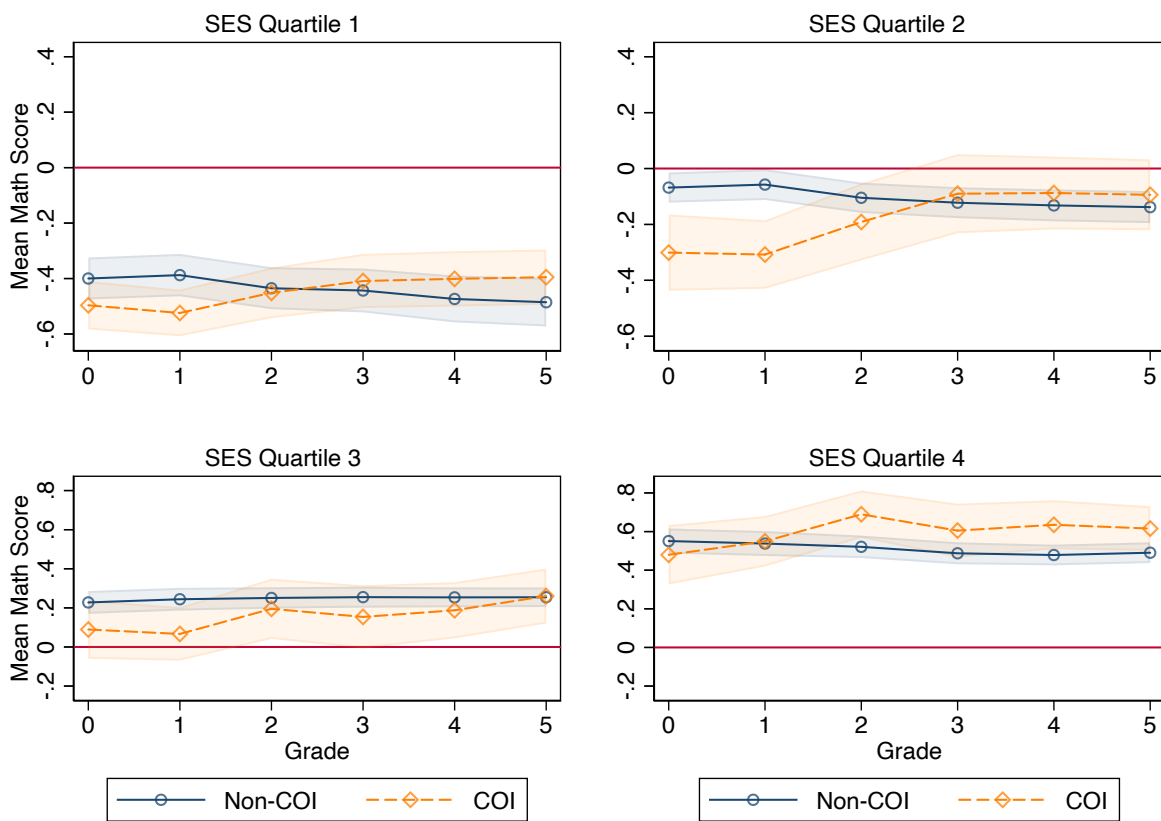 SES Quartile 1
SES Quartile 2
Mean Math Score
.4
.2
0
-.2
-.4
-.6
0 1 2 3 4 5
.4
.2
0
-.2
-.4
-.6
0 1 2 3 4 5
SES Quartile 3
SES Quartile 4
Mean Math Score
.8
.6
.4
.2
0
-.2
0 1 2 3 4 5
Grade
.8
.6
.4
.2
0
-.2
0 1 2 3 4 5
Grade
Non-COI COI
Non-COI COI